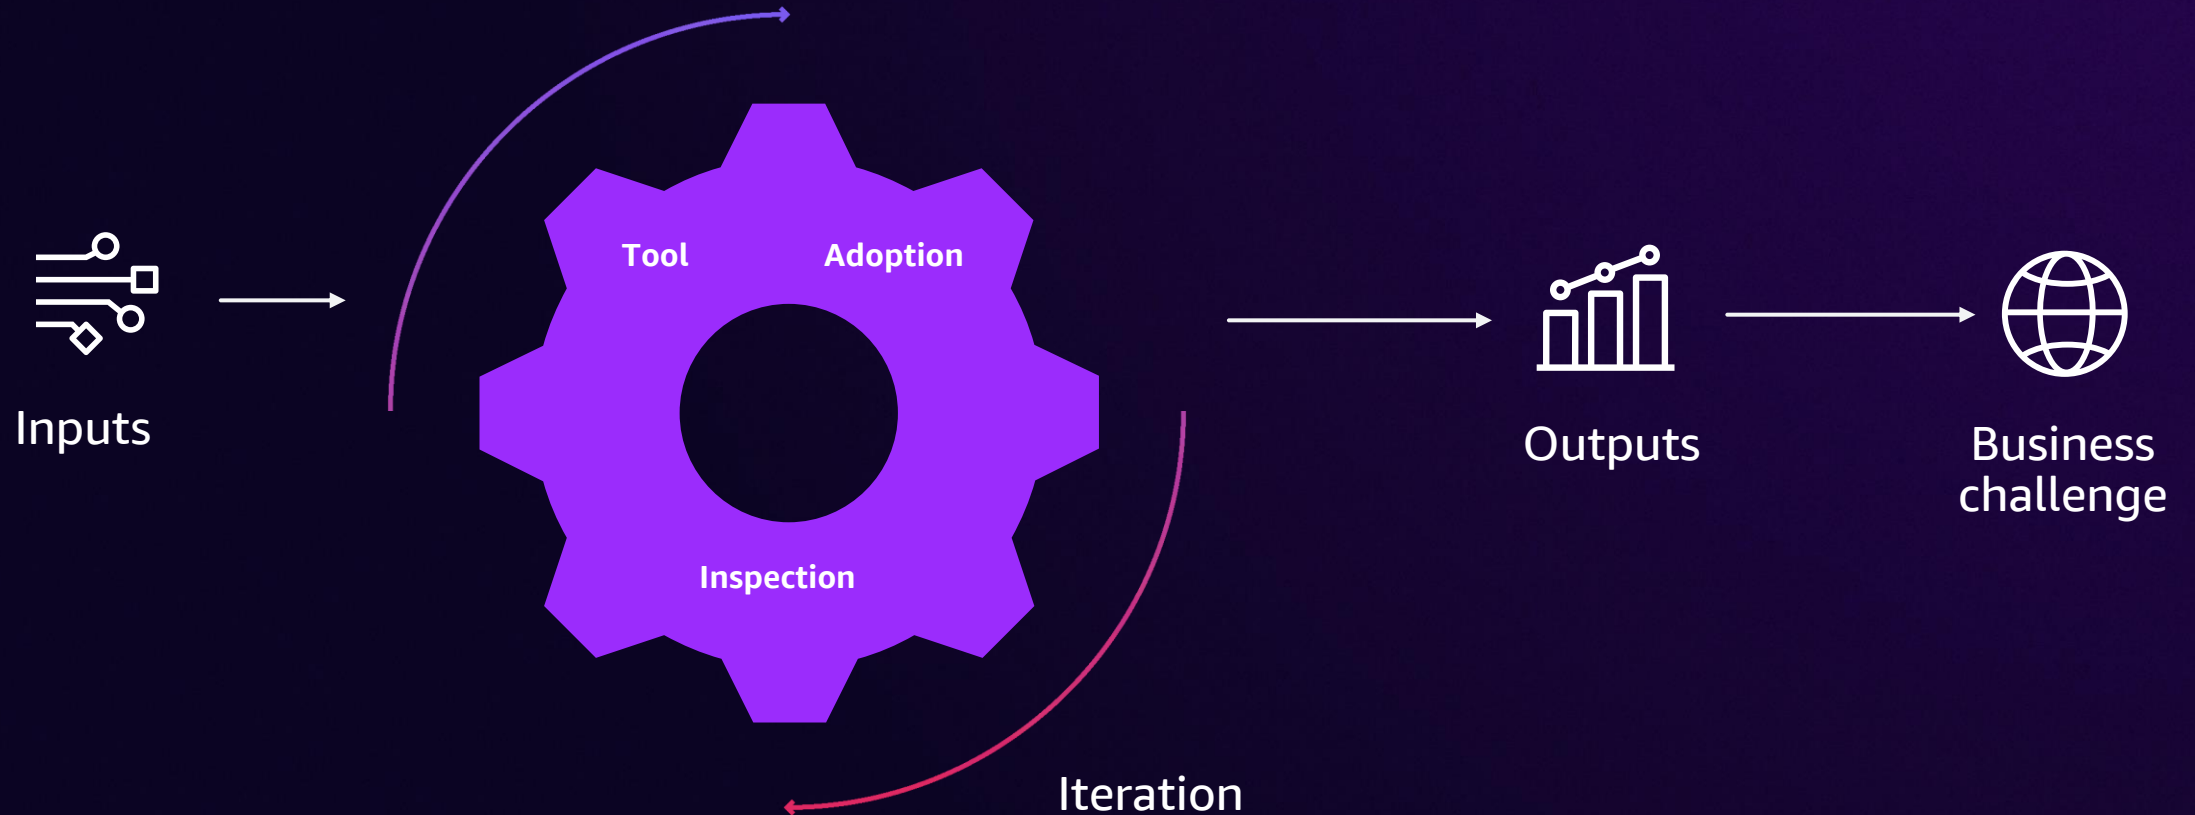 Tool
Adoption
Inspection
Inputs
Outputs
Business
challenge
Iteration